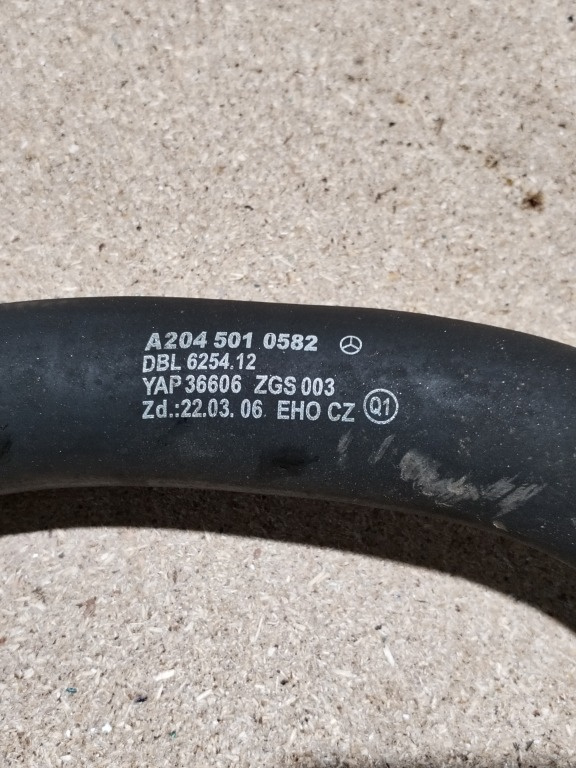 A204 501 0582
DBL 6254.12
YAP 36606 ZGS 003
Zd.:22.03. 06. EHO CZ Q1